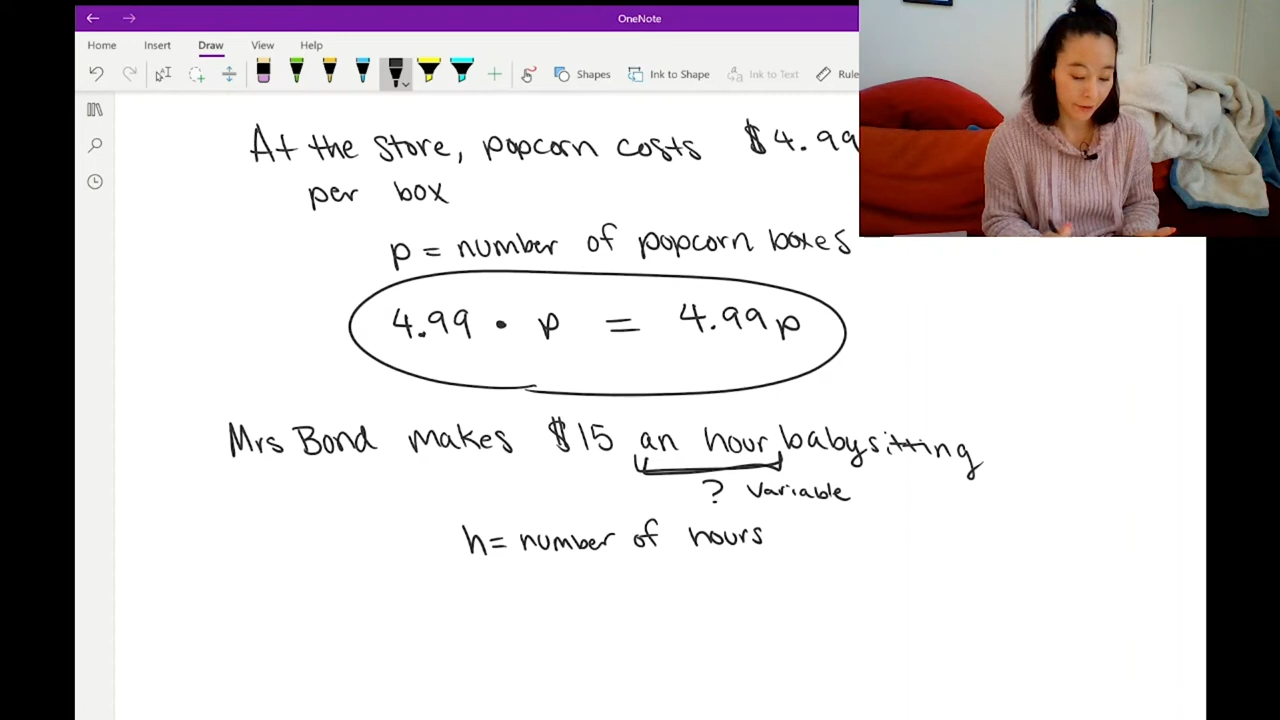 OneNote
Home Insert Draw View Help
Shapes Ink to Shape Ink to Text Rule
At the store, popcorn costs $4.99
per box
p = number of popcorn boxes
4.99 • p = 4.99p
Mrs Bond makes $15 an hour babysitting
? variable
h= number of hours